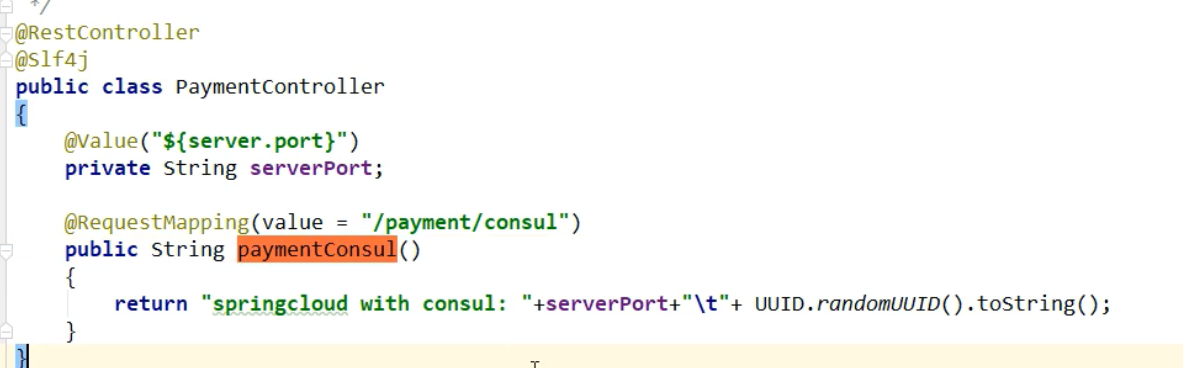 */
@RestController
@Slf4j
public class PaymentController
{
@Value("${server.port}")
private String serverPort;
@RequestMapping(value = "/payment/consul")
public String paymentConsul()
{
return "springcloud with consul: "+serverPort+"\t"+ UUID.randomUUID().toString();
}
}